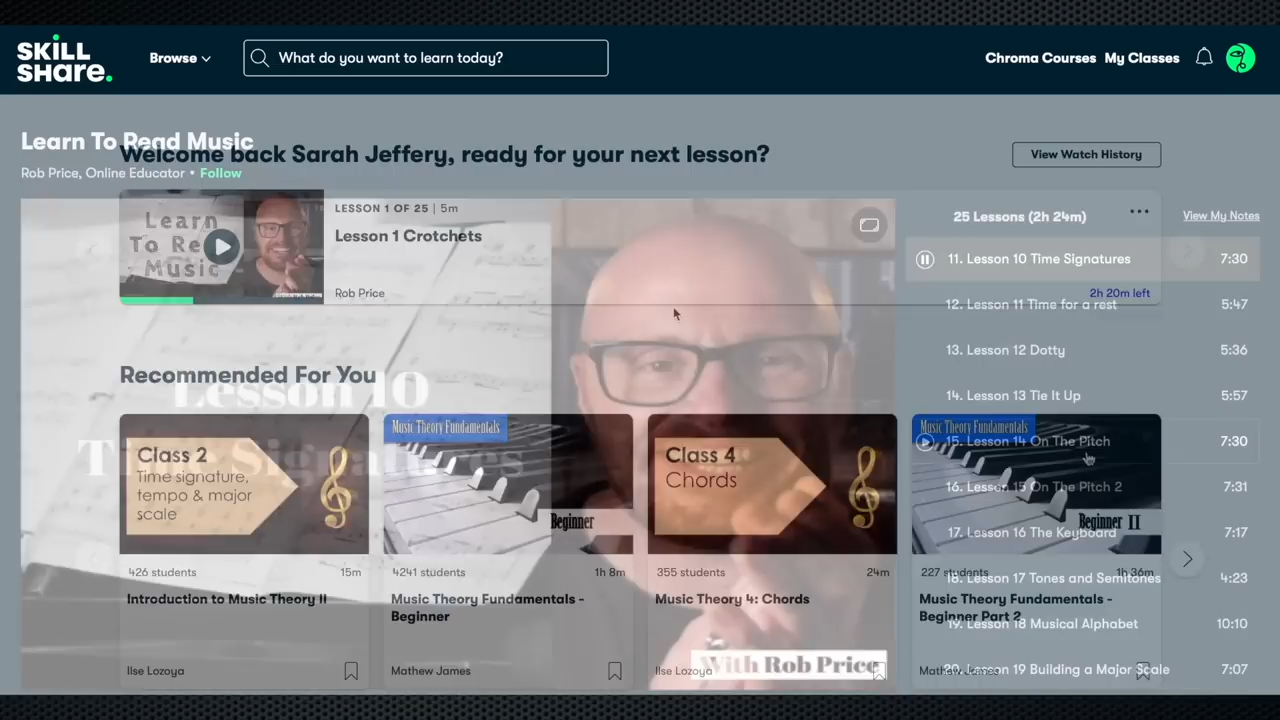 SKILL
SHARE.
Browse
What do you want to learn today?
Chroma Courses
My Classes
Learn To Read Music
Rob Price, Online Educator • Follow
Welcome back Sarah Jeffery, ready for your next lesson?
View Watch History
Learn
To Re
Music
LESSON 1 OF 25 | 5m
Lesson 1 Crotchets
Rob Price
2h 20m left
25 Lessons (2h 24m)
View My Notes
11. Lesson 10 Time Signatures 7:30
12. Lesson 11 Time for a rest 5:47
13. Lesson 12 Dotty 5:36
14. Lesson 13 Tie It Up 5:57
15. Lesson 14 On The Pitch 7:30
16. Lesson 15 On The Pitch 2 7:31
17. Lesson 16 The Keyboard 7:17
18. Lesson 17 Tones and Semitones 4:23
19. Lesson 18 Musical Alphabet 10:10
20. Lesson 19 Building a Major Scale 7:07
Lesson 10
Time Signatures
With Rob Price
Recommended For You
Class 2
Time signature,
tempo & major
scale
426 students 15m
Introduction to Music Theory II
Ilse Lozoya
Music Theory Fundamentals
Beginner
4241 students 1h 8m
Music Theory Fundamentals -
Beginner
Mathew James
Class 4
Chords
355 students 24m
Music Theory 4: Chords
Ilse Lozoya
Music Theory Fundamentals
Beginner II
227 students 1h 36m
Music Theory Fundamentals -
Beginner Part 2
Mathew James